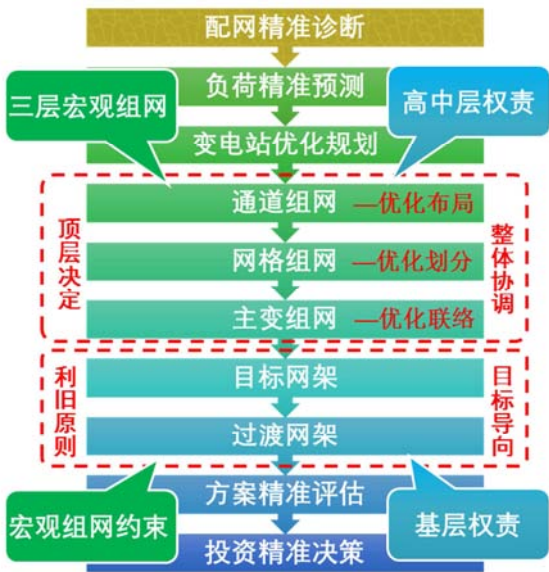 配网精准诊断
负荷精准预测
三层宏观组网
高中层权责
变电站优化规划
通道组网 —优化布局
网格组网 —优化划分
主变组网 —优化联络
顶层决定
整体协调
目标网架
过渡网架
利旧原则
目标导向
方案精准评估
宏观组网约束
基层权责
投资精准决策